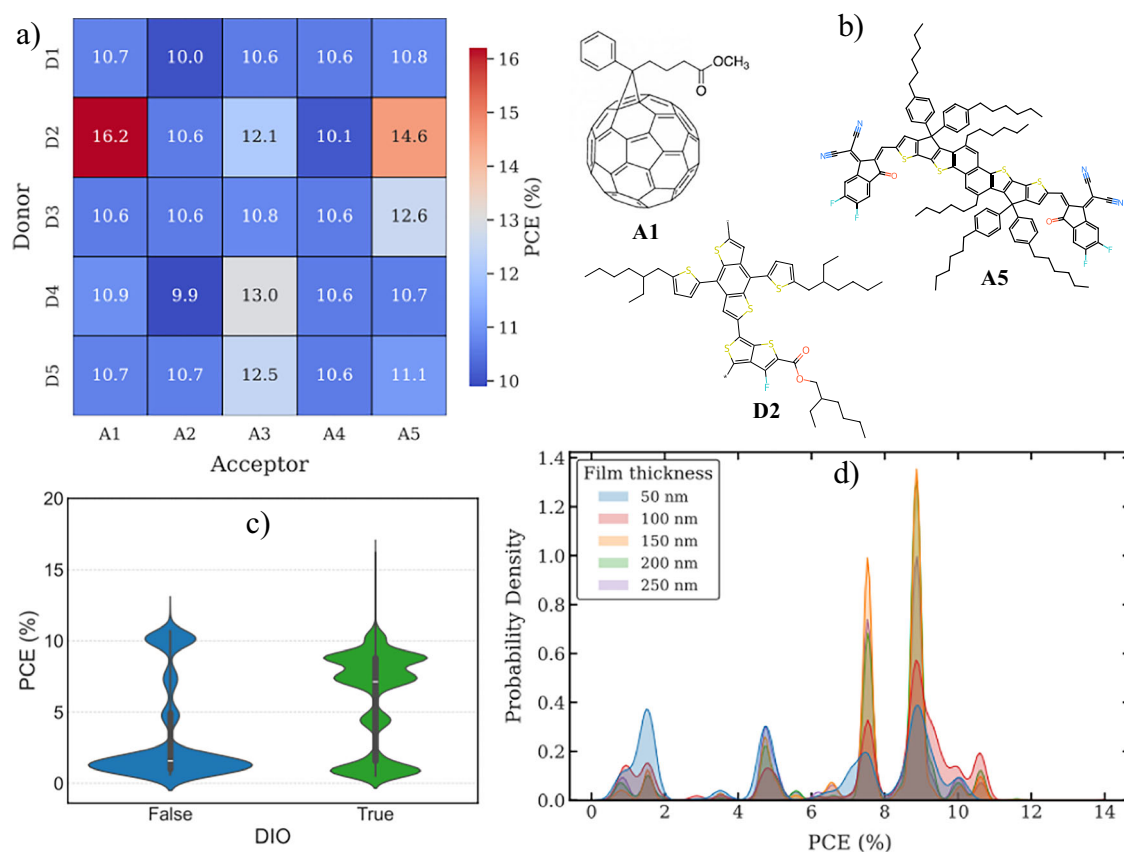 a)
D1 10.7 10.0 10.6 10.6 10.8
D2 16.2 10.6 12.1 10.1 14.6
D3 10.6 10.6 10.8 10.6 12.6
D4 10.9 9.9 13.0 10.6 10.7
D5 10.7 10.7 12.5 10.6 11.1
A1 A2 A3 A4 A5
Donor
Acceptor
16
15
14
13
12
11
10
PCE (%)
b)
OCH₃
O
A1
N
N
O
F
F
S
S
S
S
N
N
O
F
F
A5
S
S
S
S
S
S
F
O
O
D2
c)
20
15
10
5
0
PCE (%)
False True
DIO
d)
Film thickness
50 nm
100 nm
150 nm
200 nm
250 nm
1.4
1.2
1.0
0.8
0.6
0.4
0.2
0.0
Probability Density
0 2 4 6 8 10 12 14
PCE (%)